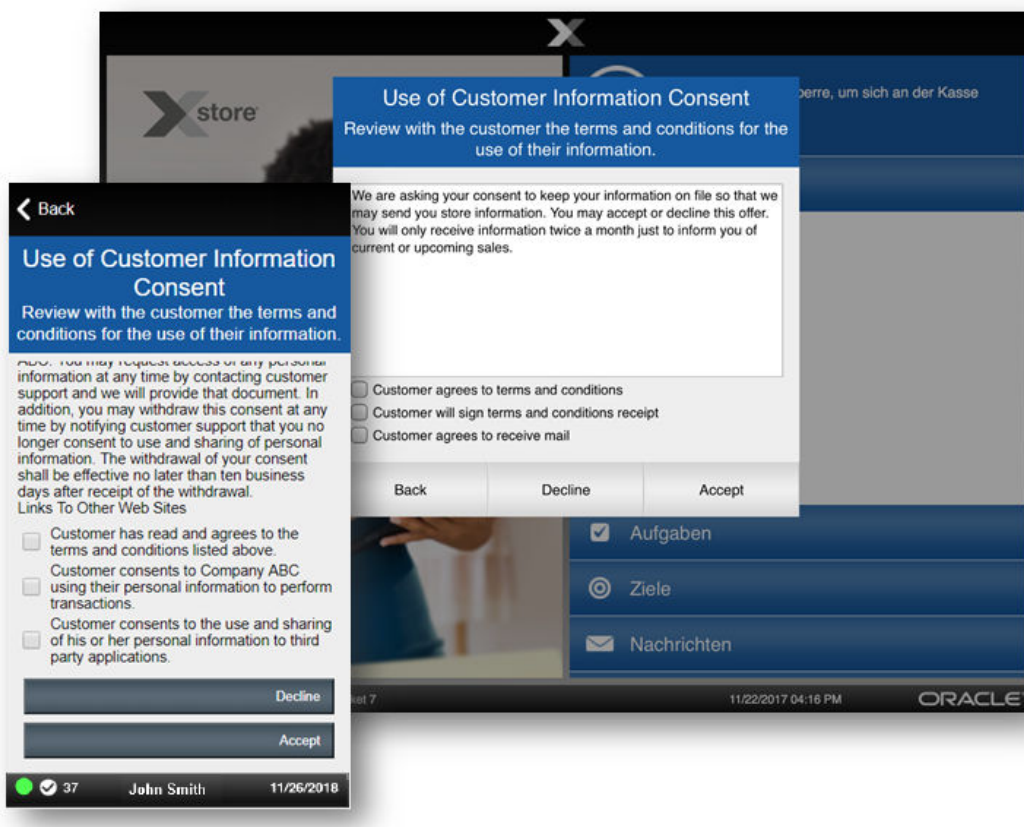 X
Xstore
Use of Customer Information Consent
Review with the customer the terms and conditions for the
use of their information.
perre, um sich an der Kasse
We are asking your consent to keep your information on file so that we
may send you store information. You may accept or decline this offer.
You will only receive information twice a month just to inform you of
current or upcoming sales.
Customer agrees to terms and conditions
Customer will sign terms and conditions receipt
Customer agrees to receive mail
Back
Decline
Accept
Aufgaben
Ziele
Nachrichten
ket 7
11/22/2017 04:16 PM
ORACLE
Back
Use of Customer Information
Consent
Review with the customer the terms and
conditions for the use of their information.
ABC. You may request access of any personal
information at any time by contacting customer
support and we will provide that document. In
addition, you may withdraw this consent at any
time by notifying customer support that you no
longer consent to use and sharing of personal
information. The withdrawal of your consent
shall be effective no later than ten business
days after receipt of the withdrawal.
Links To Other Web Sites
Customer has read and agrees to the
terms and conditions listed above.
Customer consents to Company ABC
using their personal information to perform
transactions.
Customer consents to the use and sharing
of his or her personal information to third
party applications.
Decline
Accept
37
John Smith
11/26/2018